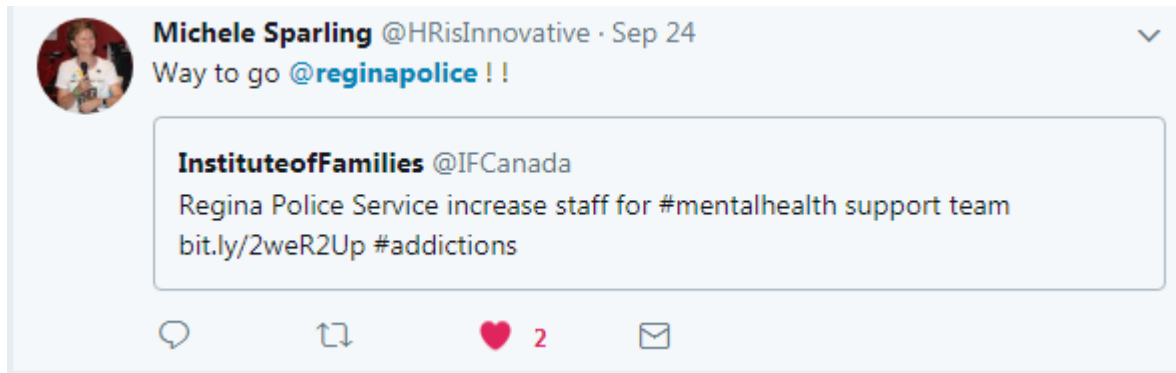 Michele Sparling @HRisInnovative · Sep 24
Way to go @reginapolice ! !
InstituteofFamilies @IFCanada
Regina Police Service increase staff for #mentalhealth support team
bit.ly/2weR2Up #addictions
2